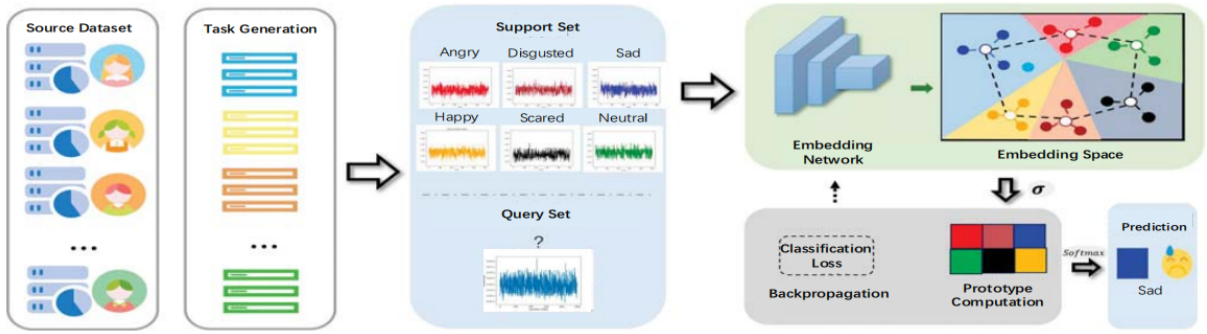 Source Dataset
...
Task Generation
...
Support Set
Angry Disgusted Sad
Happy Scared Neutral
Query Set
?
Embedding
Network
Embedding Space
σ
Classification
Loss
Backpropagation
Prototype
Computation
Softmax
Prediction
Sad